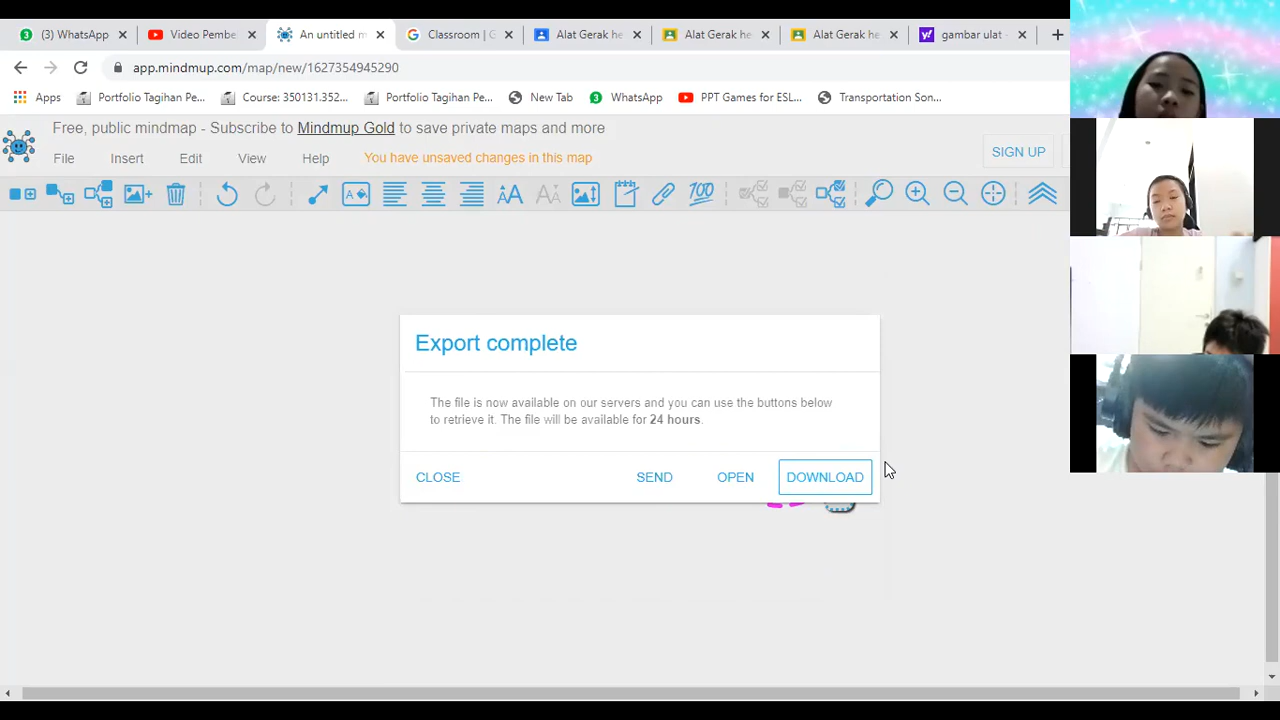 (3) WhatsApp
Video Pembe
An untitled m
Classroom | G
Alat Gerak he
Alat Gerak he
Alat Gerak he
gambar ulat -
app.mindmup.com/map/new/1627354945290
Apps
Portfolio Tagihan Pe...
Course: 350131.352...
Portfolio Tagihan Pe...
New Tab
WhatsApp
PPT Games for ESL...
Transportation Son...
Free, public mindmap - Subscribe to Mindmup Gold to save private maps and more
File Insert Edit View Help You have unsaved changes in this map
SIGN UP
Export complete
The file is now available on our servers and you can use the buttons below
to retrieve it. The file will be available for 24 hours.
CLOSE SEND OPEN DOWNLOAD